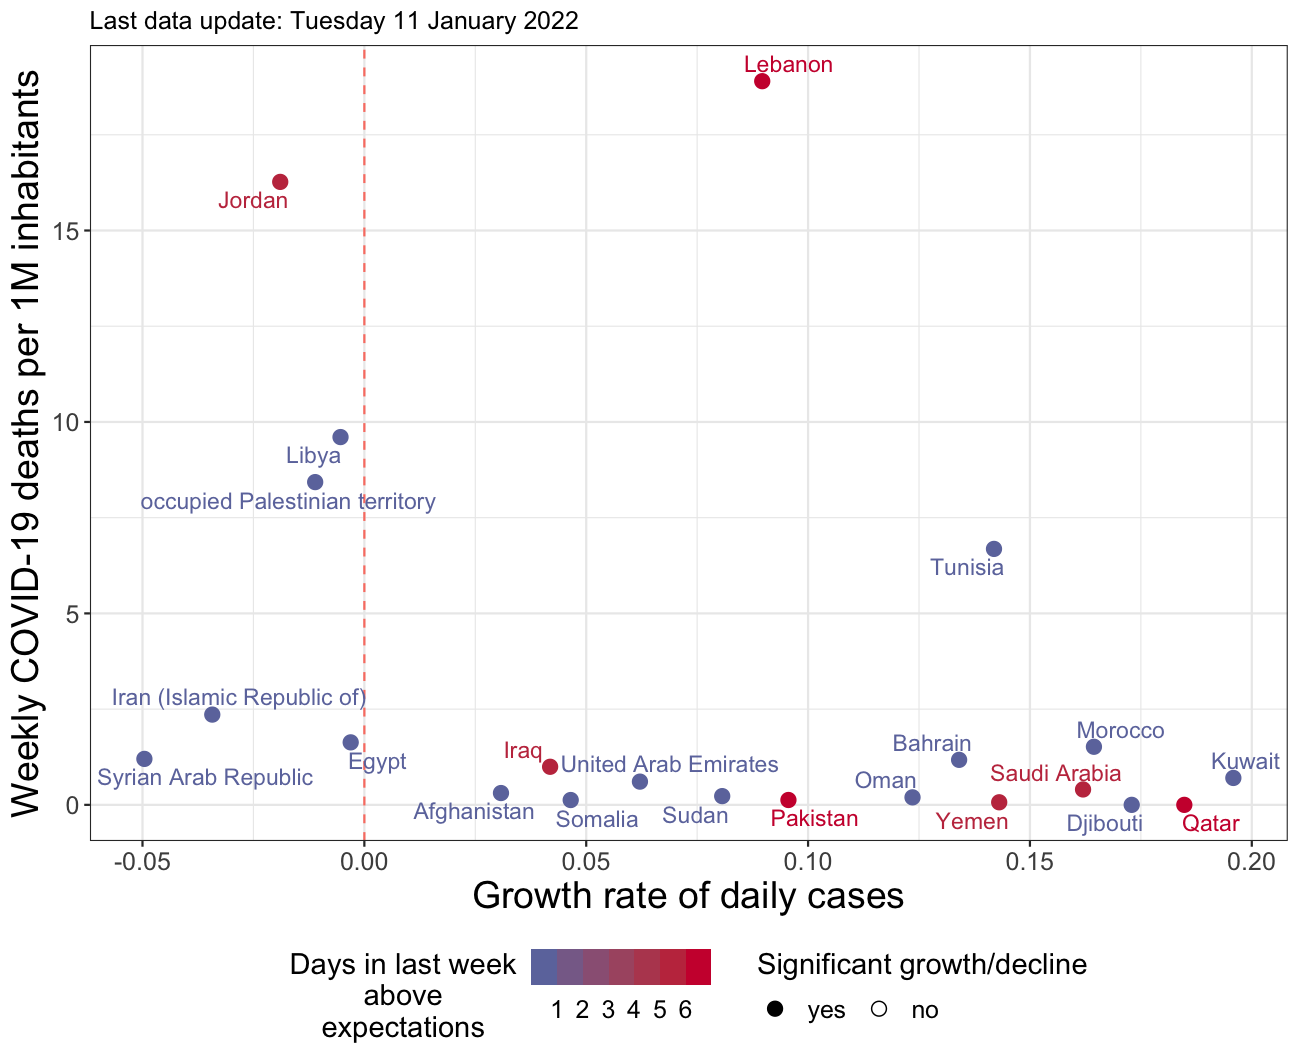 Last data update: Tuesday 11 January 2022
Weekly COVID-19 deaths per 1M inhabitants
Lebanon
Jordan
15
10
Libya
occupied Palestinian territory
Tunisia
5
Iran (Islamic Republic of)
Morocco
Bahrain
Iraq
Egypt
United Arab Emirates
Kuwait
Syrian Arab Republic
Saudi Arabia
Oman
0
Afghanistan
Somalia
Sudan
Pakistan
Yemen
Djibouti
Qatar
-0.05 0.00 0.05 0.10 0.15 0.20
Growth rate of daily cases
Days in last week
above
expectations
1 2 3 4 5 6
Significant growth/decline
yes no